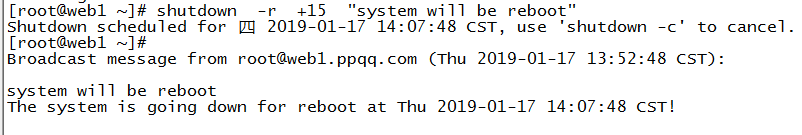 [root@web1 ~]# shutdown  -r  +15  "system will be reboot"
Shutdown scheduled for 四 2019-01-17 14:07:48 CST, use 'shutdown -c' to cancel.
[root@web1 ~]#
Broadcast message from root@web1.ppqq.com (Thu 2019-01-17 13:52:48 CST):
system will be reboot
The system is going down for reboot at Thu 2019-01-17 14:07:48 CST!